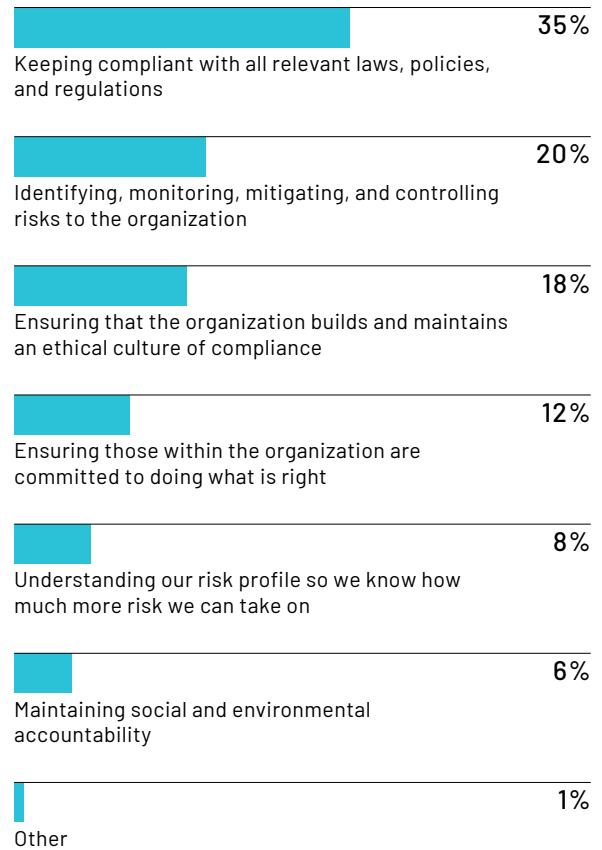 35%
Keeping compliant with all relevant laws, policies,
and regulations
20%
Identifying, monitoring, mitigating, and controlling
risks to the organization
18%
Ensuring that the organization builds and maintains
an ethical culture of compliance
12%
Ensuring those within the organization are
committed to doing what is right
8%
Understanding our risk profile so we know how
much more risk we can take on
6%
Maintaining social and environmental
accountability
1%
Other